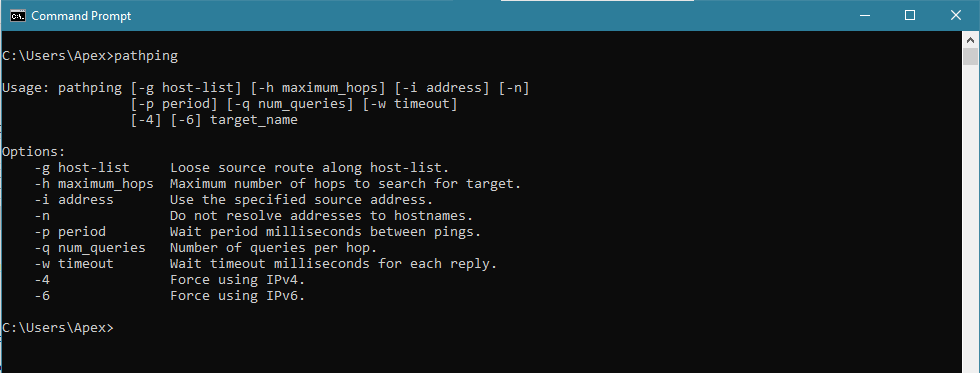 Command Prompt
C:\Users\Apex>pathping
Usage: pathping [-g host-list] [-h maximum_hops] [-i address] [-n]
                [-p period] [-q num_queries] [-w timeout]
                [-4] [-6] target_name
Options:
    -g host-list     Loose source route along host-list.
    -h maximum_hops  Maximum number of hops to search for target.
    -i address       Use the specified source address.
    -n               Do not resolve addresses to hostnames.
    -p period        Wait period milliseconds between pings.
    -q num_queries   Number of queries per hop.
    -w timeout       Wait timeout milliseconds for each reply.
    -4               Force using IPv4.
    -6               Force using IPv6.
C:\Users\Apex>